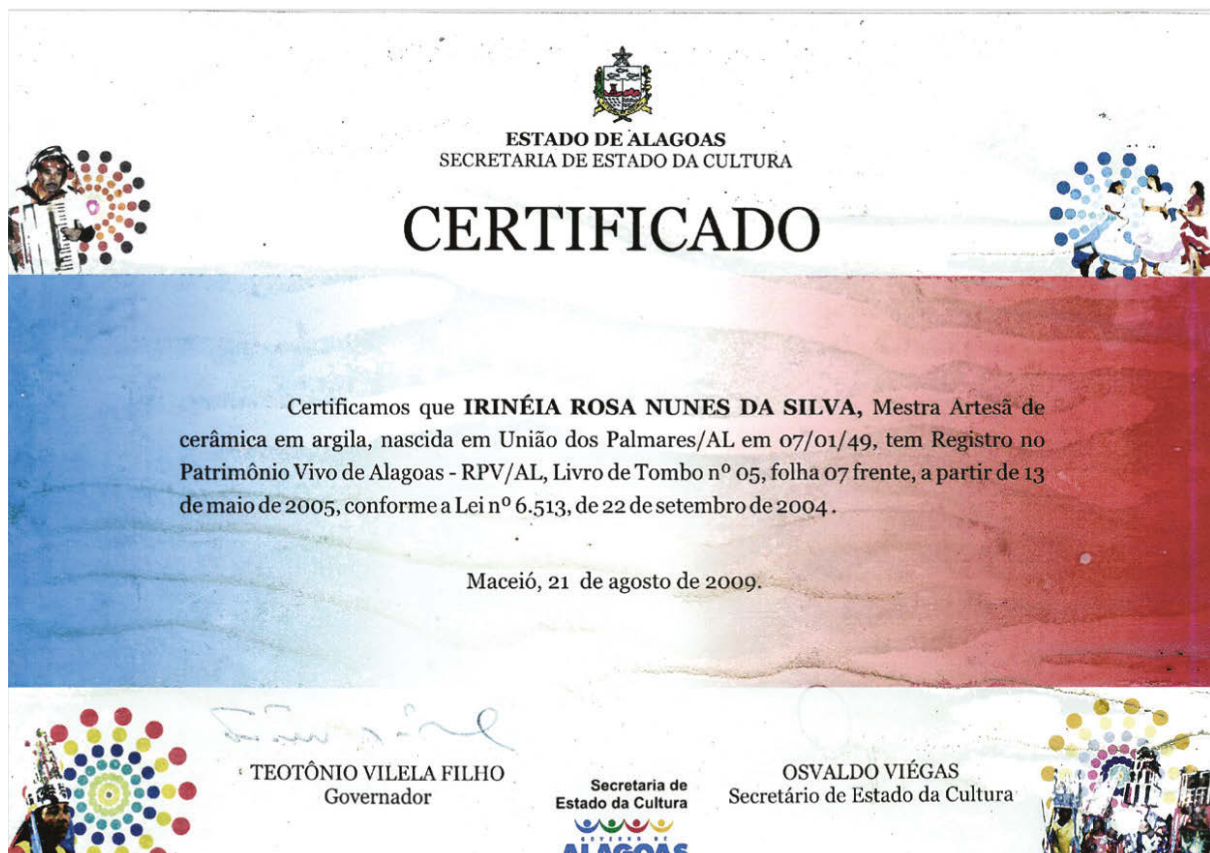 ESTADO DE ALAGOAS
SECRETARIA DE ESTADO DA CULTURA
CERTIFICADO
Certificamos que IRINÉIA ROSA NUNES DA SILVA, Mestra Artesã de
cerâmica em argila, nascida em União dos Palmares/AL em 07/01/49, tem Registro no
Patrimônio Vivo de Alagoas - RPV/AL, Livro de Tombo nº 05, folha 07 frente, a partir de 13
de maio de 2005, conforme a Lei nº 6.513, de 22 de setembro de 2004.
Maceió, 21 de agosto de 2009.
TEOTÔNIO VILELA FILHO
Governador
OSVALDO VIÉGAS
Secretário de Estado da Cultura
Secretaria de
Estado da Cultura
GOVERNO DE
ALAGOAS